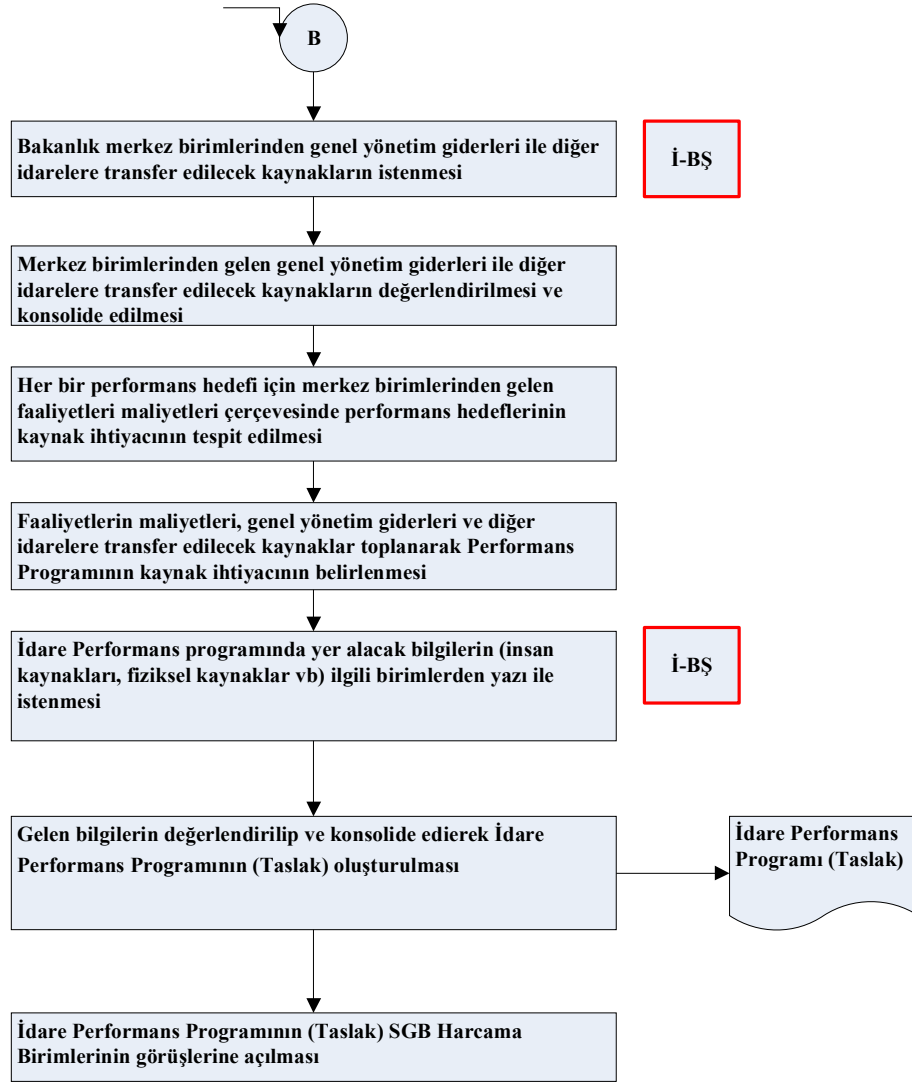 B
Bakanlık merkez birimlerinden genel yönetim giderleri ile diğer
idarelere transfer edilecek kaynakların istenmesi
İ-BŞ
Merkez birimlerinden gelen genel yönetim giderleri ile diğer
idarelere transfer edilecek kaynakların değerlendirilmesi ve
konsolide edilmesi
Her bir performans hedefi için merkez birimlerinden gelen
faaliyetleri maliyetleri çerçevesinde performans hedeflerinin
kaynak ihtiyacının tespit edilmesi
Faaliyetlerin maliyetleri, genel yönetim giderleri ve diğer
idarelere transfer edilecek kaynaklar toplanarak Performans
Programının kaynak ihtiyacının belirlenmesi
İdare Performans programında yer alacak bilgilerin (insan
kaynakları, fiziksel kaynaklar vb) ilgili birimlerden yazı ile
istenmesi
İ-BŞ
Gelen bilgilerin değerlendirilip ve konsolide edierek İdare
Performans Programının (Taslak) oluşturulması
İdare Performans
Programı (Taslak)
İdare Performans Programının (Taslak) SGB Harcama
Birimlerinin görüşlerine açılması